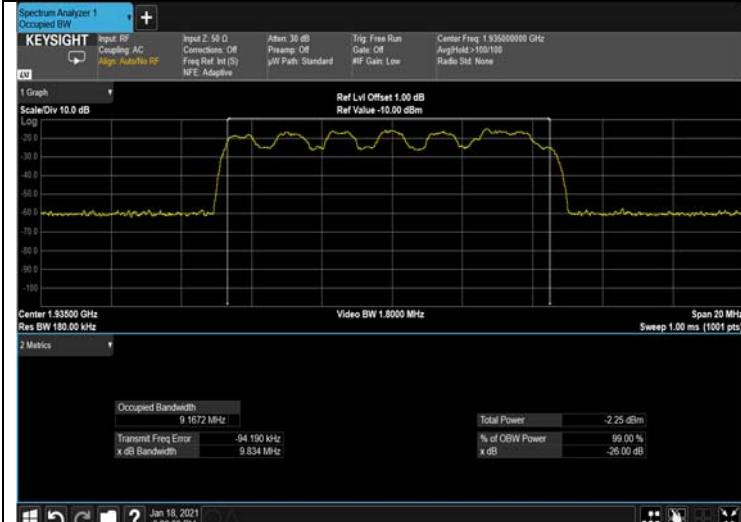 Spectrum Analyzer 1
Occupied BW
+
KEYSIGHT
Input: RF
Coupling: AC
Align: Auto/No RF
Input Z: 50 Ω
Corrections: Off
Freq Ref: Int (S)
NFE: Adaptive
Atten: 30 dB
Preamp: Off
µW Path: Standard
Trig: Free Run
Gate: Off
#IF Gain: Low
Center Freq: 1.935000000 GHz
Avg|Hold:>100/100
Radio Std: None
LXI
1 Graph
Scale/Div 10.0 dB
Ref Lvl Offset 1.00 dB
Ref Value -10.00 dBm
Log
-20.0
-30.0
-40.0
-50.0
-60.0
-70.0
-80.0
-90.0
-100
Center 1.93500 GHz
Video BW 1.8000 MHz
Span 20 MHz
Res BW 180.00 kHz
Sweep 1.00 ms (1001 pts)
2 Metrics
Occupied Bandwidth
9.1672 MHz
Transmit Freq Error -94.190 kHz
x dB Bandwidth 9.834 MHz
Total Power -2.25 dBm
% of OBW Power 99.00 %
x dB -26.00 dB
?
Jan 18, 2021